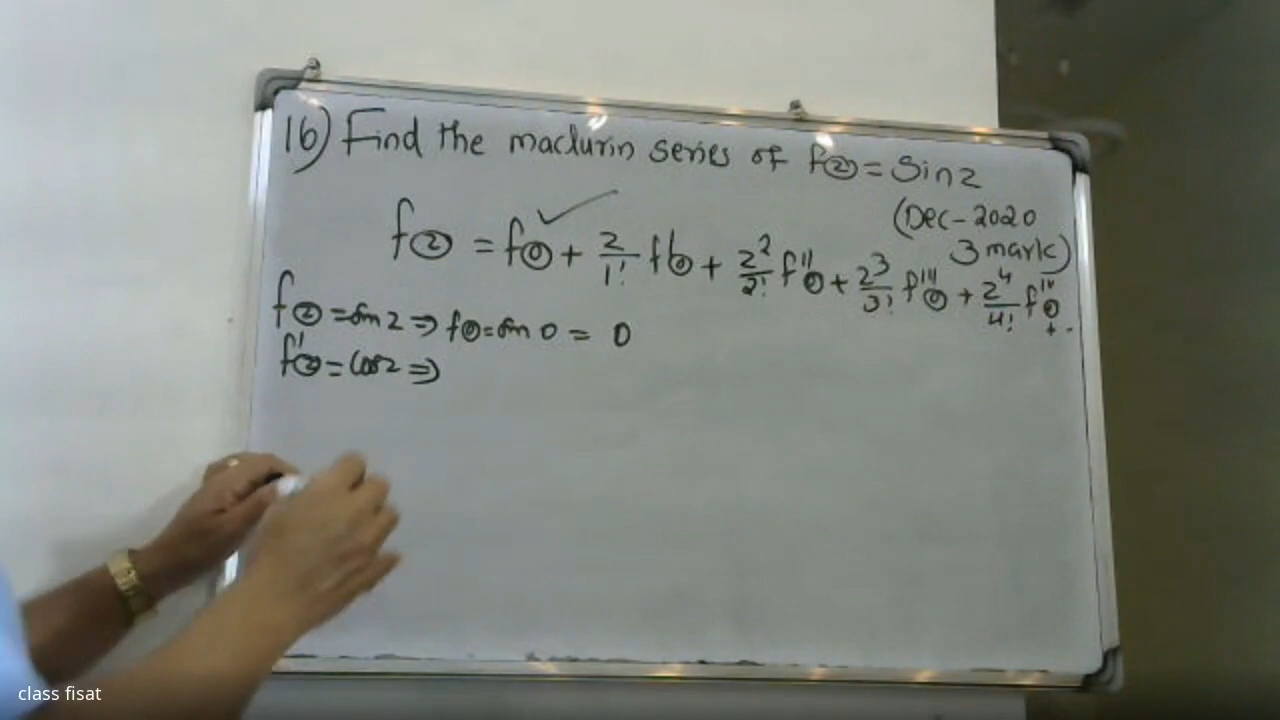 16) Find the maclurin series of f(z) = Sin z
(Dec-2020
3 mark)
f(z) = f(0) + z/1! f'(0) + z²/2! f''(0) + z³/3! f'''(0) + z⁴/4! f^iv(0) + ..
f(z) = sin z ⇒ f(0) = sin 0 = 0
f'(z) = Cos z ⇒
class fisat